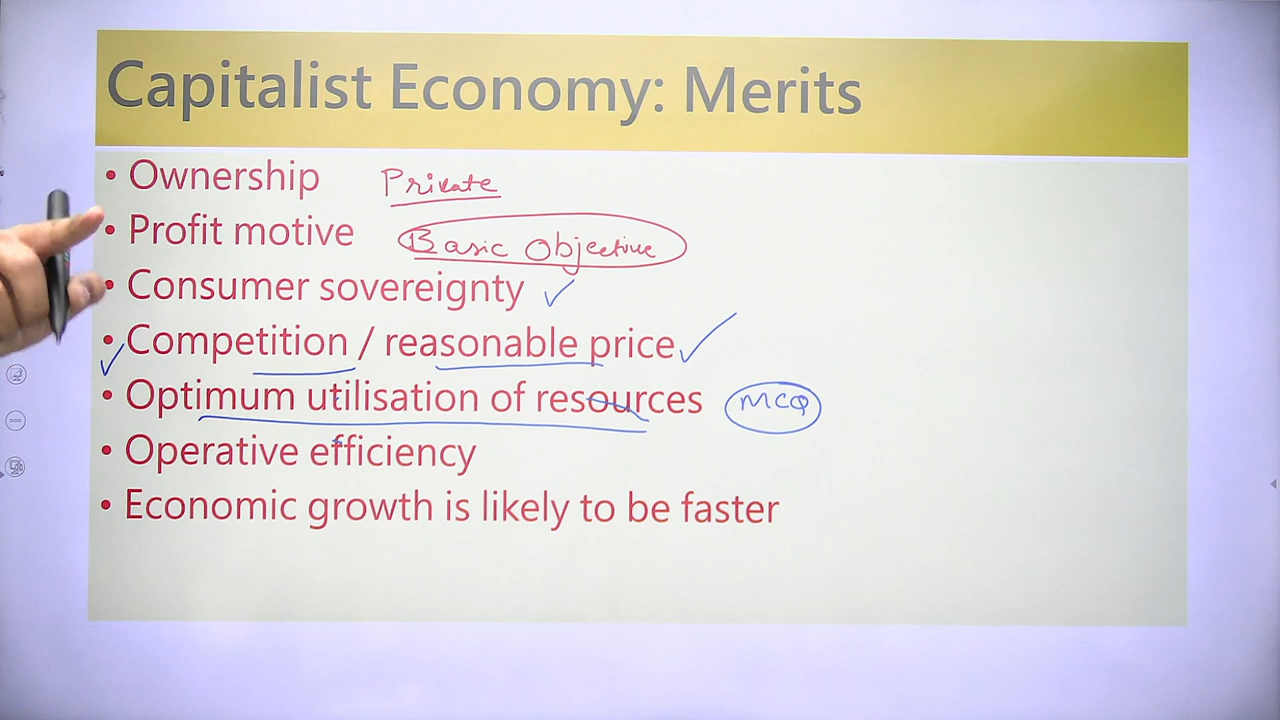 Capitalist Economy: Merits
• Ownership Private
• Profit motive Basic Objective
• Consumer sovereignty ✓
✓ • Competition / reasonable price ✓
• Optimum utilisation of resources MCQ
• Operative efficiency
• Economic growth is likely to be faster